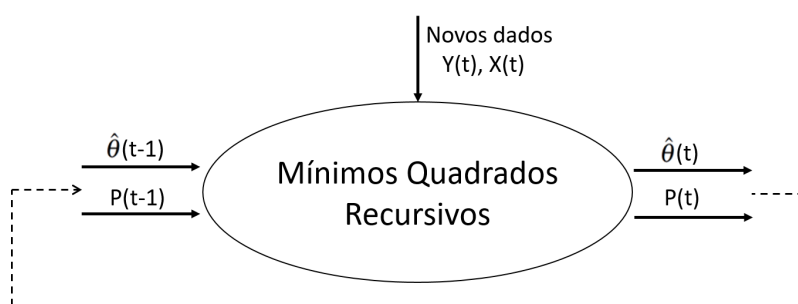 Novos dados
Y(t), X(t)
θ̂(t-1)
P(t-1)
Mínimos Quadrados
Recursivos
θ̂(t)
P(t)